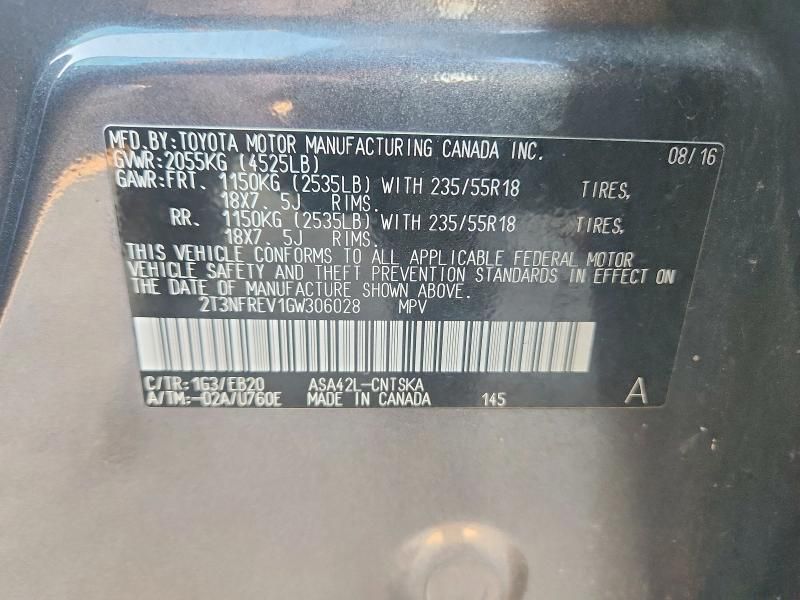 MFD.BY:TOYOTA MOTOR MANUFACTURING CANADA INC. 08/16
GVWR:2055KG (4525LB)
GAWR:FRT. 1150KG (2535LB) WITH 235/55R18 TIRES,
18X7. 5J RIMS.
RR. 1150KG (2535LB) WITH 235/55R18 TIRES,
18X7. 5J RIMS.
THIS VEHICLE CONFORMS TO ALL APPLICABLE FEDERAL MOTOR
VEHICLE SAFETY AND THEFT PREVENTION STANDARDS IN EFFECT ON
THE DATE OF MANUFACTURE SHOWN ABOVE.
2T3NFREV1GW306028 MPV
C/TR:1G3/EB20 ASA42L-CNTSKA
A/TM:-02A/U760E MADE IN CANADA 145 A